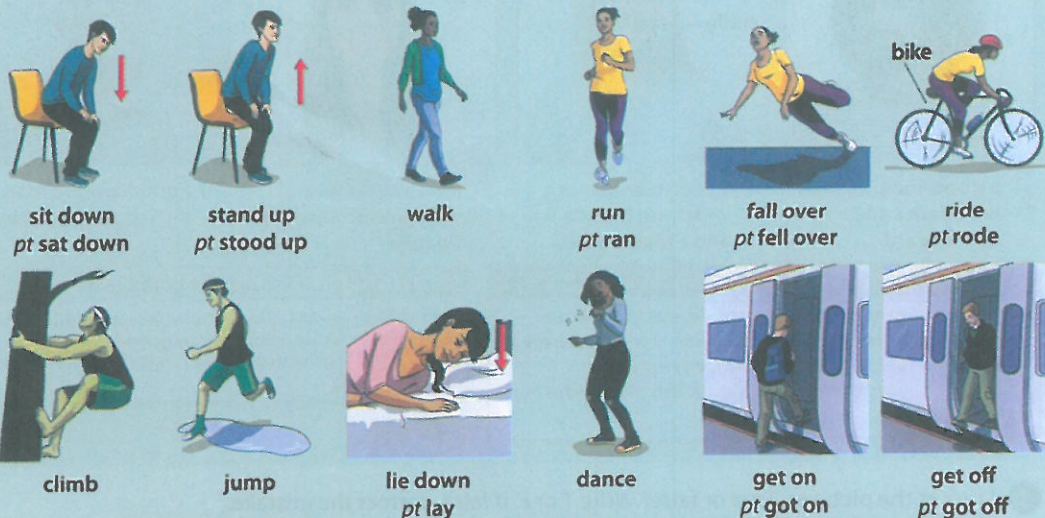 bike
sit down
pt sat down
stand up
pt stood up
walk
run
pt ran
fall over
pt fell over
ride
pt rode
climb
jump
lie down
pt lay
dance
get on
pt got on
get off
pt got off